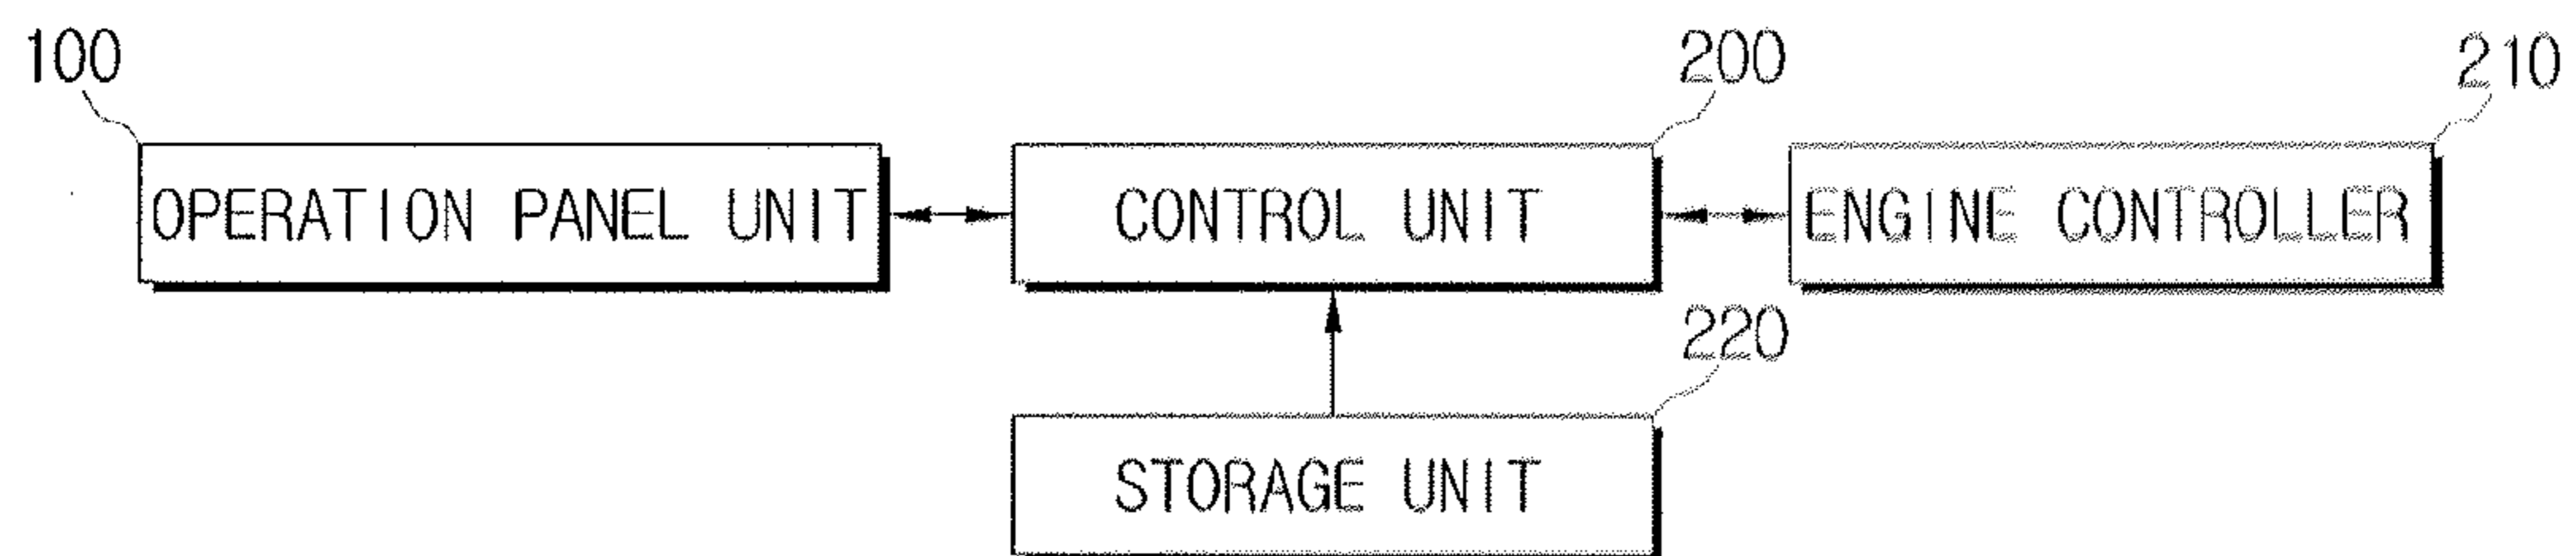 100
200
210
OPERATION PANEL UNIT
CONTROL UNIT
ENGINE CONTROLLER
220
STORAGE UNIT